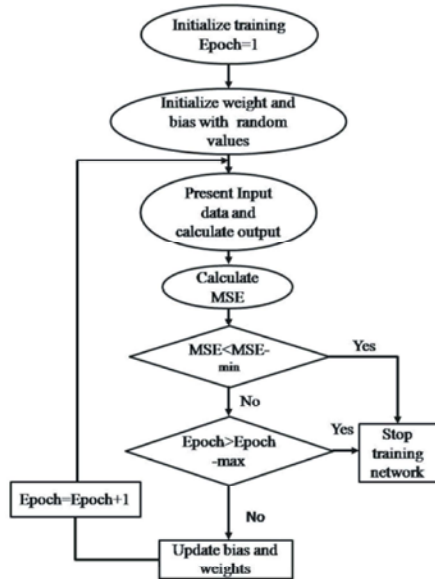 Initialize training
Epoch=1
Initialize weight and
bias with random
values
Present Input
data and
calculate output
Calculate
MSE
MSE<MSE-
min
Yes
No
Epoch>Epoch
-max
Yes
Stop
training
network
No
Epoch=Epoch+1
Update bias and
weights